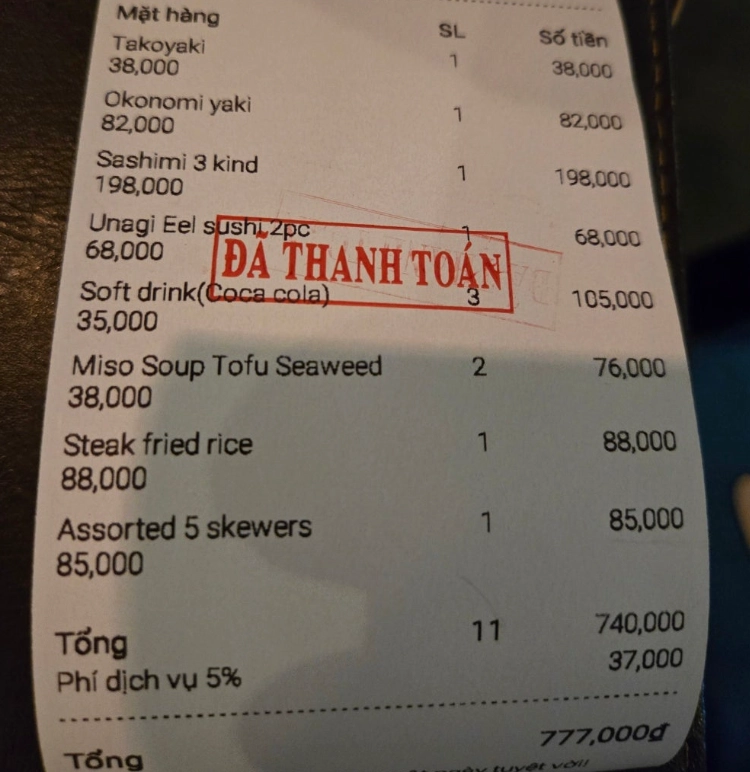 Mặt hàng SL Số tiền
Takoyaki
38,000 1 38,000
Okonomi yaki
82,000 1 82,000
Sashimi 3 kind
198,000 1 198,000
Unagi Eel sushi 2pc 1 68,000
68,000
ĐÃ THANH TOÁN
Soft drink(Coca cola) 3 105,000
35,000
Miso Soup Tofu Seaweed 2 76,000
38,000
Steak fried rice 1 88,000
88,000
Assorted 5 skewers 1 85,000
85,000
Tổng 11 740,000
Phí dịch vụ 5% 37,000
777,000đ
Tổng
ngày tuyệt vời!!